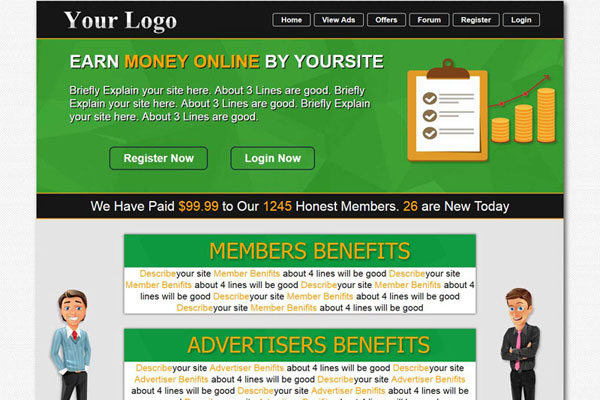 Your Logo
Home View Ads Offers Forum Register Login
EARN MONEY ONLINE BY YOURSITE
Briefly Explain your site here. About 3 Lines are good. Briefly
Explain your site here. About 3 Lines are good. Briefly Explain
your site here. About 3 Lines are good.
Register Now Login Now
We Have Paid $99.99 to Our 1245 Honest Members. 26 are New Today
MEMBERS BENEFITS
Describeyour site Member Benifits about 4 lines will be good Describeyour site
Member Benifits about 4 lines will be good Describeyour site Member Benifits about 4
lines will be good Describeyour site Member Benifits about 4 lines will be good
Describeyour site Member Benifits about 4 lines will be good
ADVERTISERS BENEFITS
Describeyour site Advertiser Benifits about 4 lines will be good Describeyour site
Advertiser Benifits about 4 lines will be good Describeyour site Advertiser Benifits
about 4 lines will be good Describeyour site Advertiser Benifits about 4 lines will be